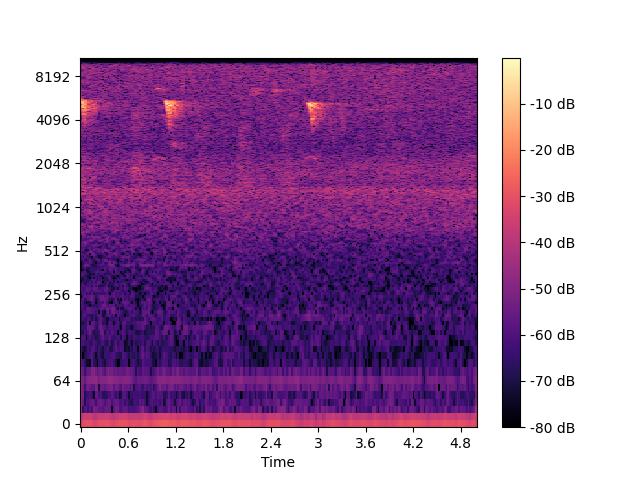 8192
4096
2048
1024
512
256
128
64
0
Hz
0 0.6 1.2 1.8 2.4 3 3.6 4.2 4.8
Time
-10 dB
-20 dB
-30 dB
-40 dB
-50 dB
-60 dB
-70 dB
-80 dB